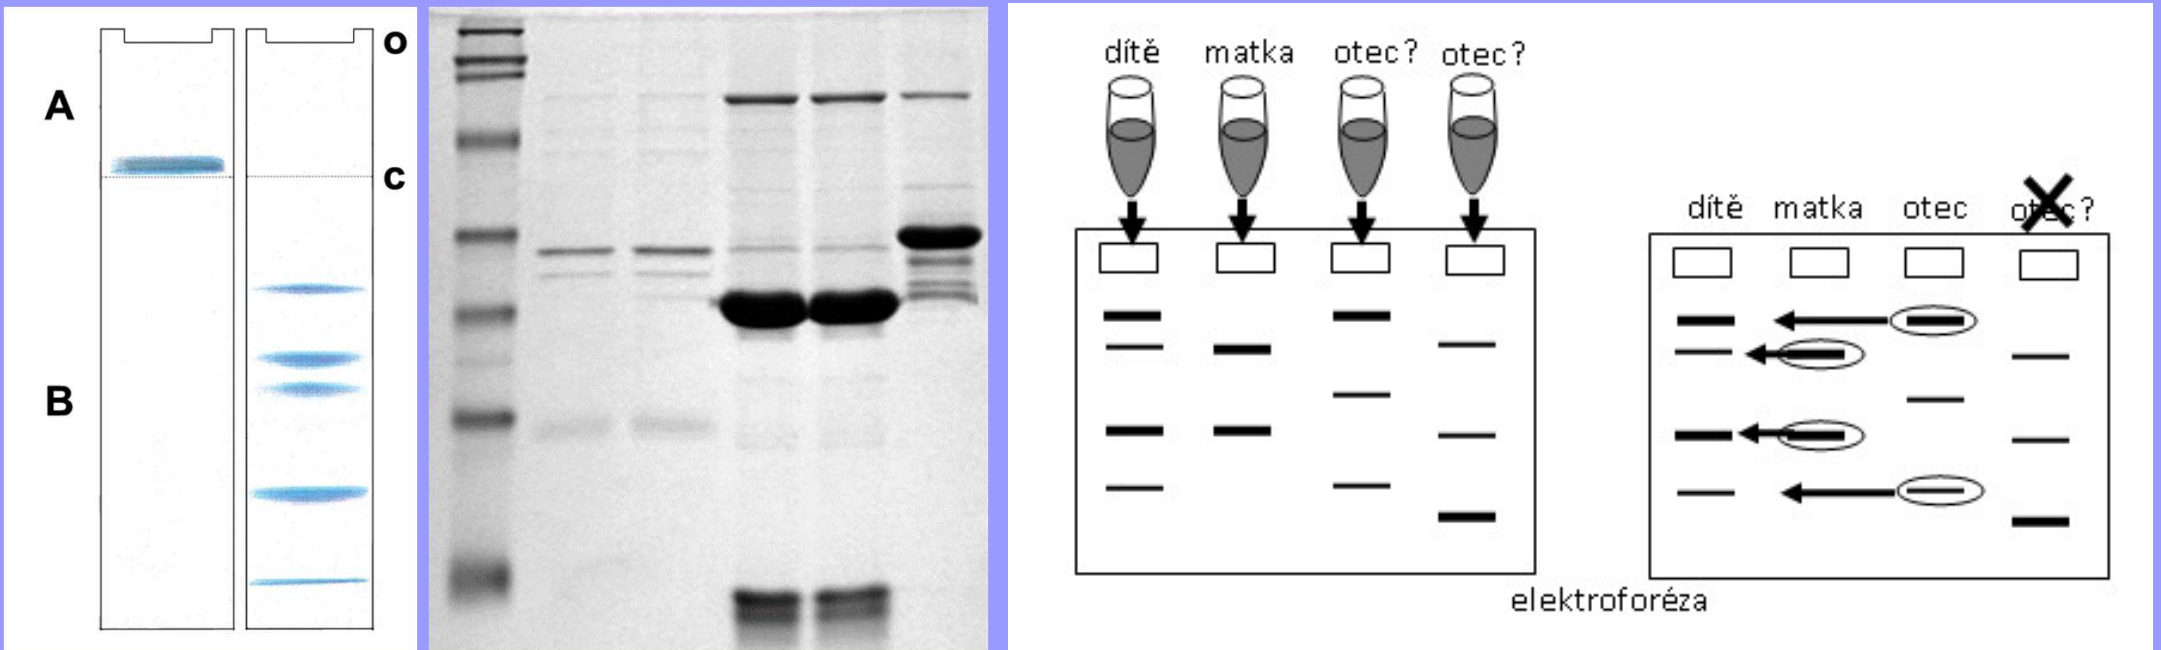 o
A
c
B
dítě matka otec? otec?
dítě matka otec otec?
elektroforéza